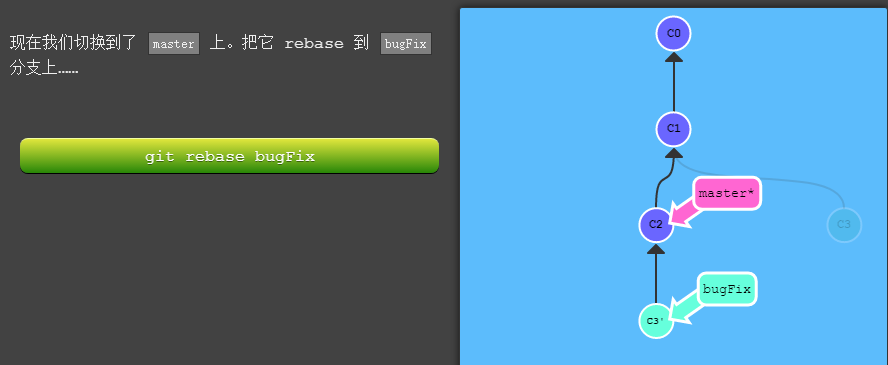 现在我们切换到了 master 上。把它 rebase 到 bugFix
分支上……
git rebase bugFix
C0
C1
master*
C2
C3
bugFix
C3'